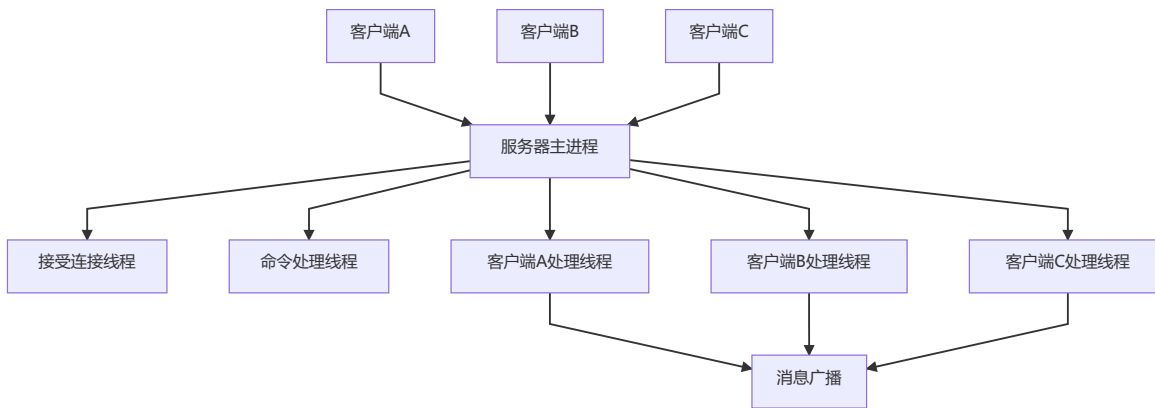 客户端A
客户端B
客户端C
服务器主进程
接受连接线程
命令处理线程
客户端A处理线程
客户端B处理线程
客户端C处理线程
消息广播